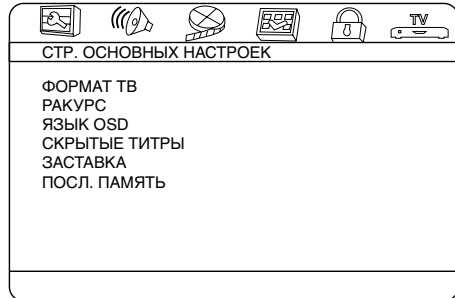 TV
СТР. ОСНОВНЫХ НАСТРОЕК
ФОРМАТ ТВ
РАКУРС
ЯЗЫК OSD
СКРЫТЫЕ ТИТРЫ
ЗАСТАВКА
ПОСЛ. ПАМЯТЬ